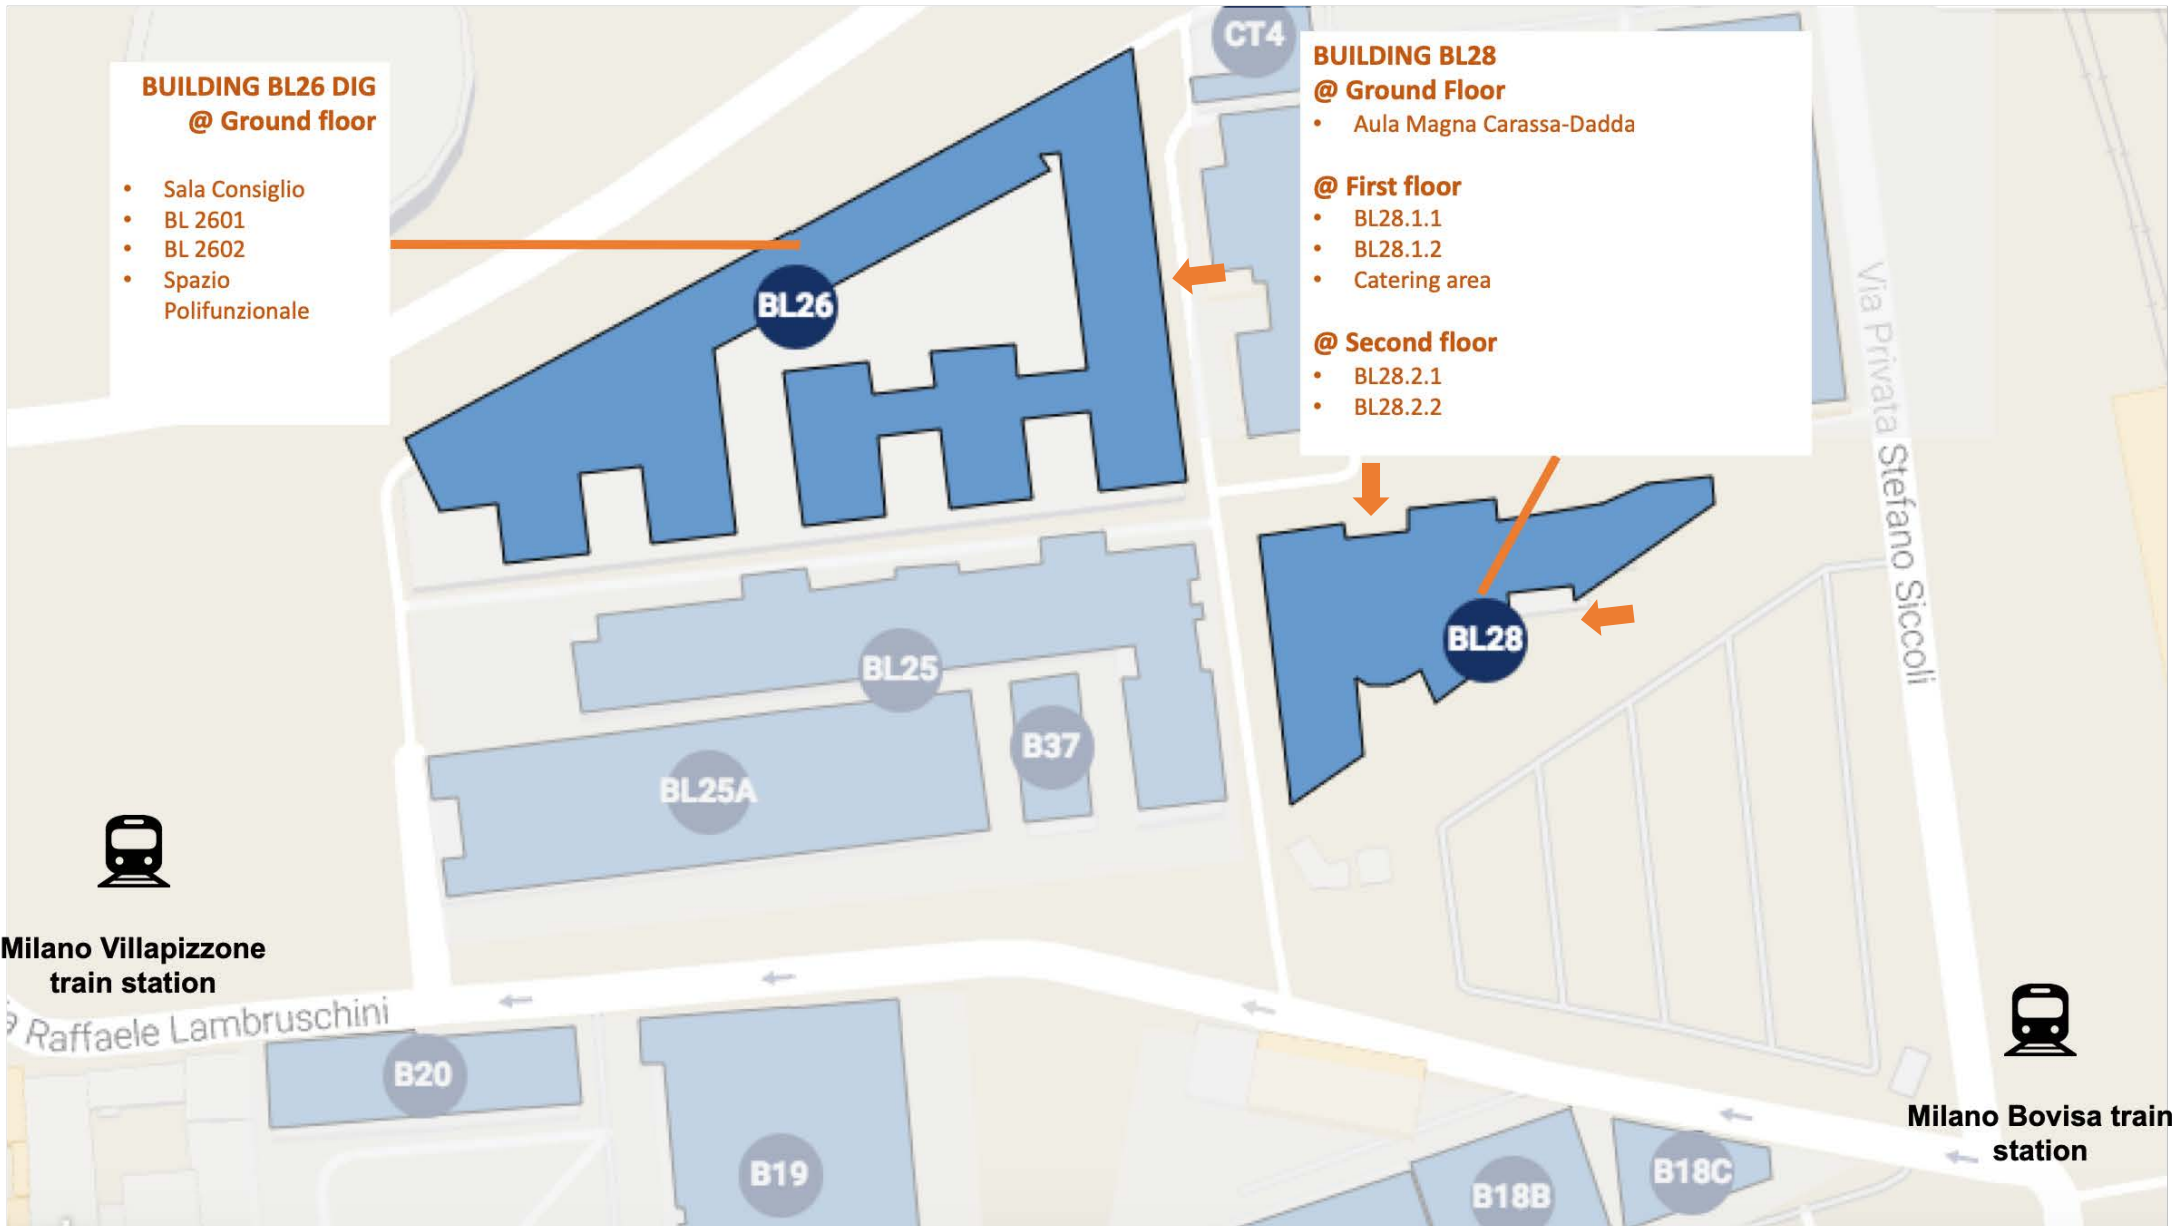 CT4
BUILDING BL26 DIG
@ Ground floor
• Sala Consiglio
• BL 2601
• BL 2602
• Spazio
Polifunzionale
BUILDING BL28
@ Ground Floor
• Aula Magna Carassa-Dadda
@ First floor
• BL28.1.1
• BL28.1.2
• Catering area
@ Second floor
• BL28.2.1
• BL28.2.2
BL26
Via Privata Stefano Siccoli
BL28
BL25
B37
BL25A
Milano Villapizzone
train station
Raffaele Lambruschini
B20
B19
B18B
B18C
Milano Bovisa train
station